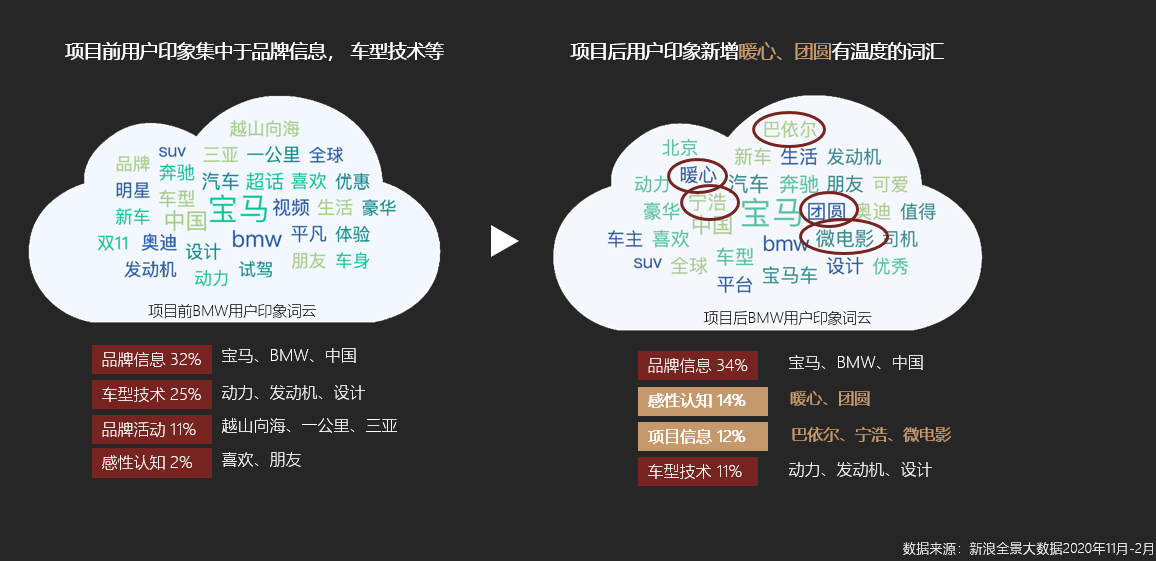 项目前用户印象集中于品牌信息，车型技术等
越山向海
suv 三亚 一公里 全球
品牌 奔驰 汽车 超话 喜欢 优惠
明星 车型 宝马 视频 生活 豪华
新车 中国
双11 奥迪 设计 bmw 平凡 体验
发动机 动力 试驾 朋友 车身
项目前BMW用户印象词云
品牌信息 32% 宝马、BMW、中国
车型技术 25% 动力、发动机、设计
品牌活动 11% 越山向海、一公里、三亚
感性认知 2% 喜欢、朋友
项目后用户印象新增暖心、团圆有温度的词汇
巴依尔
北京 新车 生活 发动机
暖心
动力 汽车 奔驰 朋友 可爱
宁浩
豪华 中国 宝马 团圆 奥迪 值得
车主 喜欢 bmw 微电影 司机
suv 全球 车型 设计 优秀
平台 宝马车
项目后BMW用户印象词云
品牌信息 34% 宝马、BMW、中国
感性认知 14% 暖心、团圆
项目信息 12% 巴依尔、宁浩、微电影
车型技术 11% 动力、发动机、设计
数据来源：新浪全景大数据2020年11月-2月